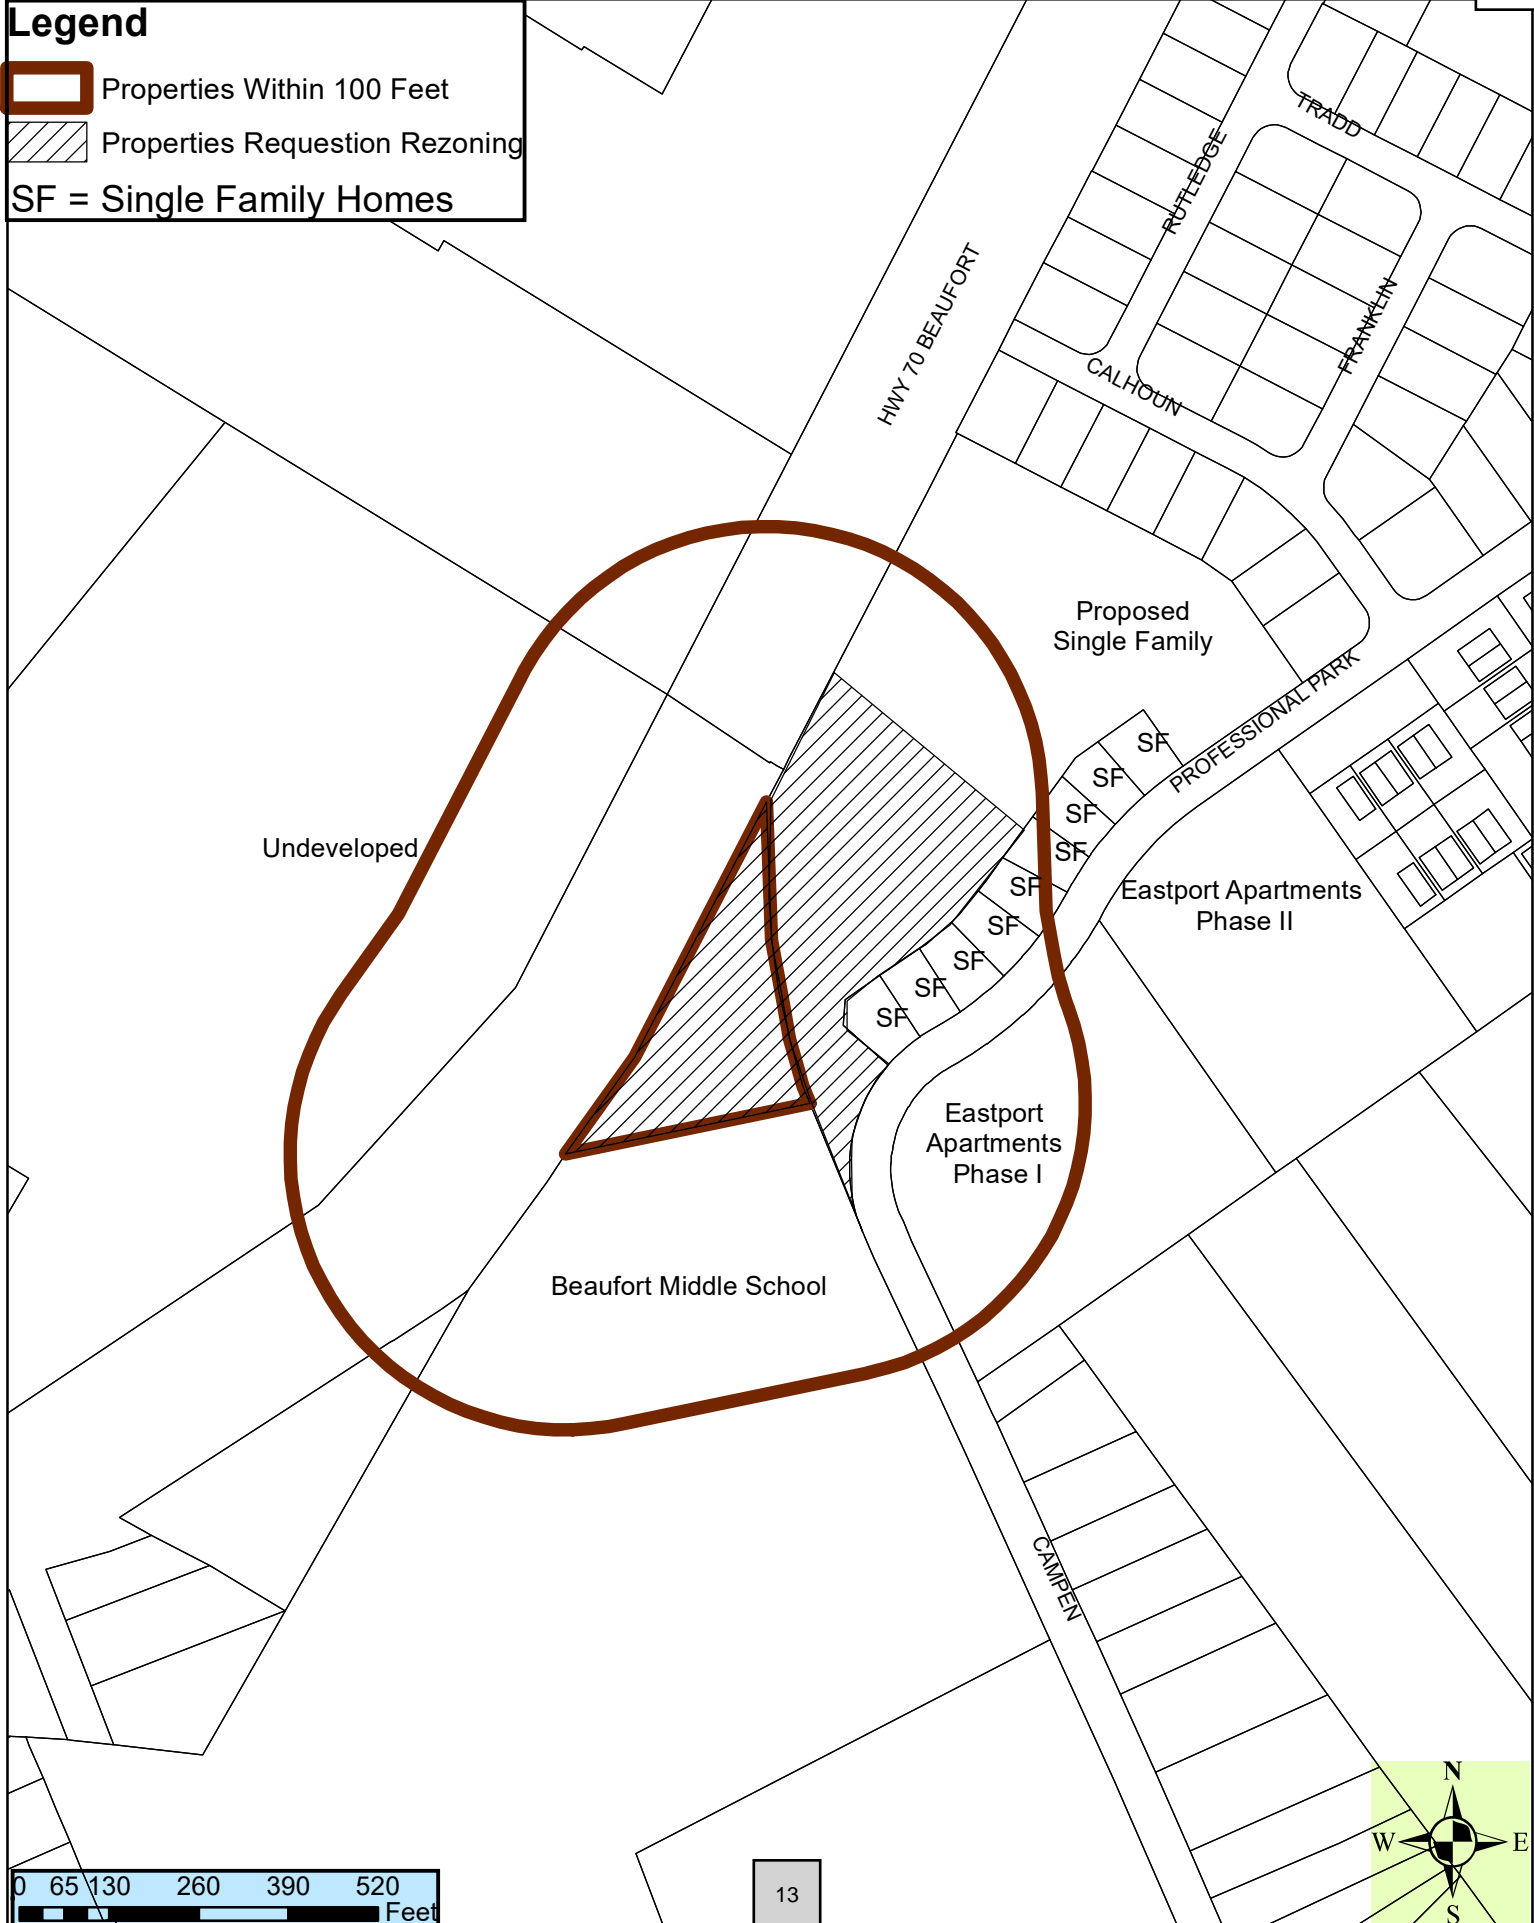 Legend
Properties Within 100 Feet
Properties Requestion Rezoning
SF = Single Family Homes
TRADD
RUTLEDGE
HWY 70 BEAUFORT
FRANKLIN
CALHOUN
Proposed
Single Family
PROFESSIONAL PARK
SF
SF
SF
SF
SF
SF
SF
SF
SF
Undeveloped
Eastport Apartments
Phase II
Eastport
Apartments
Phase I
Beaufort Middle School
CAMPEN
N
W
E
S
0 65 130 260 390 520
Feet
13